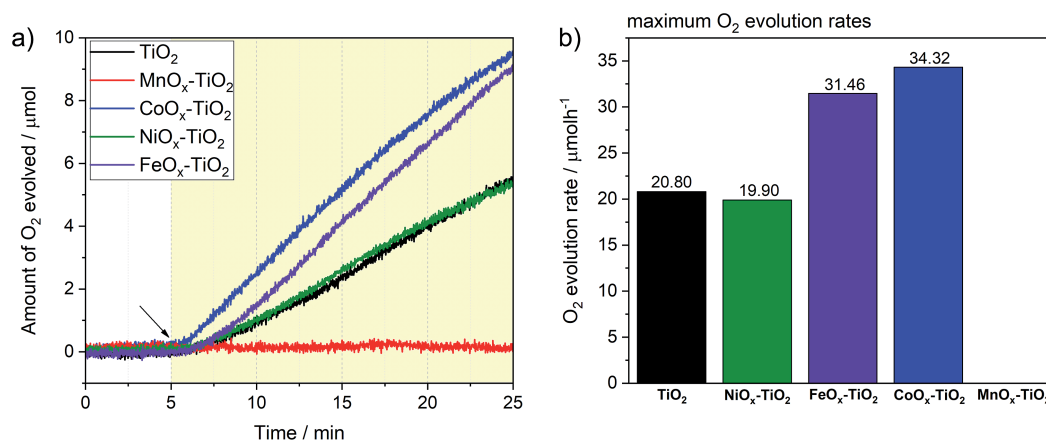 a)
10
8
6
4
2
0
Amount of O₂ evolved / μmol
TiO₂
MnOₓ-TiO₂
CoOₓ-TiO₂
NiOₓ-TiO₂
FeOₓ-TiO₂
0 5 10 15 20 25
Time / min
b)
maximum O₂ evolution rates
35
30
25
20
15
10
5
0
O₂ evolution rate / μmolh⁻¹
20.80
19.90
31.46
34.32
TiO₂ NiOₓ-TiO₂ FeOₓ-TiO₂ CoOₓ-TiO₂ MnOₓ-TiO₂